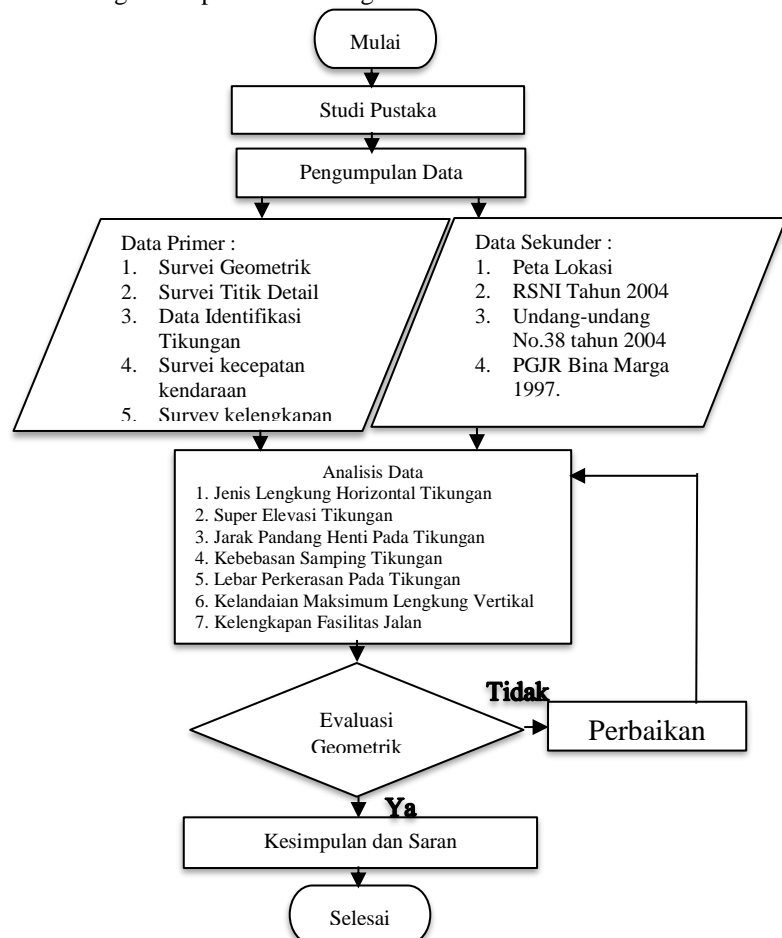 Mulai
Studi Pustaka
Pengumpulan Data
Data Primer :
1. Survei Geometrik
2. Survei Titik Detail
3. Data Identifikasi
Tikungan
4. Survei kecepatan
kendaraan
5. Survey kelengkapan
Data Sekunder :
1. Peta Lokasi
2. RSNI Tahun 2004
3. Undang-undang
No.38 tahun 2004
4. PGJR Bina Marga
1997.
Analisis Data
1. Jenis Lengkung Horizontal Tikungan
2. Super Elevasi Tikungan
3. Jarak Pandang Henti Pada Tikungan
4. Kebebasan Samping Tikungan
5. Lebar Perkerasan Pada Tikungan
6. Kelandaian Maksimum Lengkung Vertikal
7. Kelengkapan Fasilitas Jalan
Evaluasi
Geometrik
Tidak
Perbaikan
Ya
Kesimpulan dan Saran
Selesai